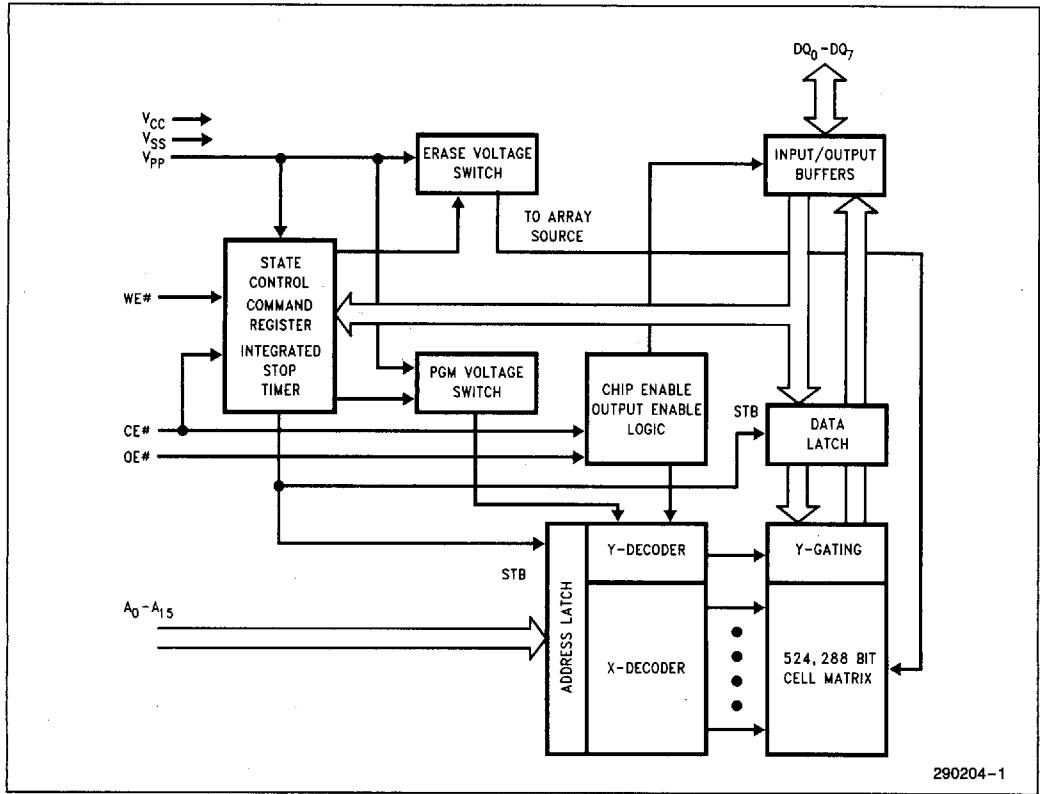 DQ0-DQ7
VCC
VSS
VPP
ERASE VOLTAGE
SWITCH
INPUT/OUTPUT
BUFFERS
TO ARRAY
SOURCE
STATE
CONTROL
COMMAND
REGISTER
INTEGRATED
STOP
TIMER
WE#
PGM VOLTAGE
SWITCH
CHIP ENABLE
OUTPUT ENABLE
LOGIC
STB
DATA
LATCH
CE#
OE#
STB
ADDRESS LATCH
Y-DECODER
Y-GATING
A0-A15
X-DECODER
524,288 BIT
CELL MATRIX
290204-1